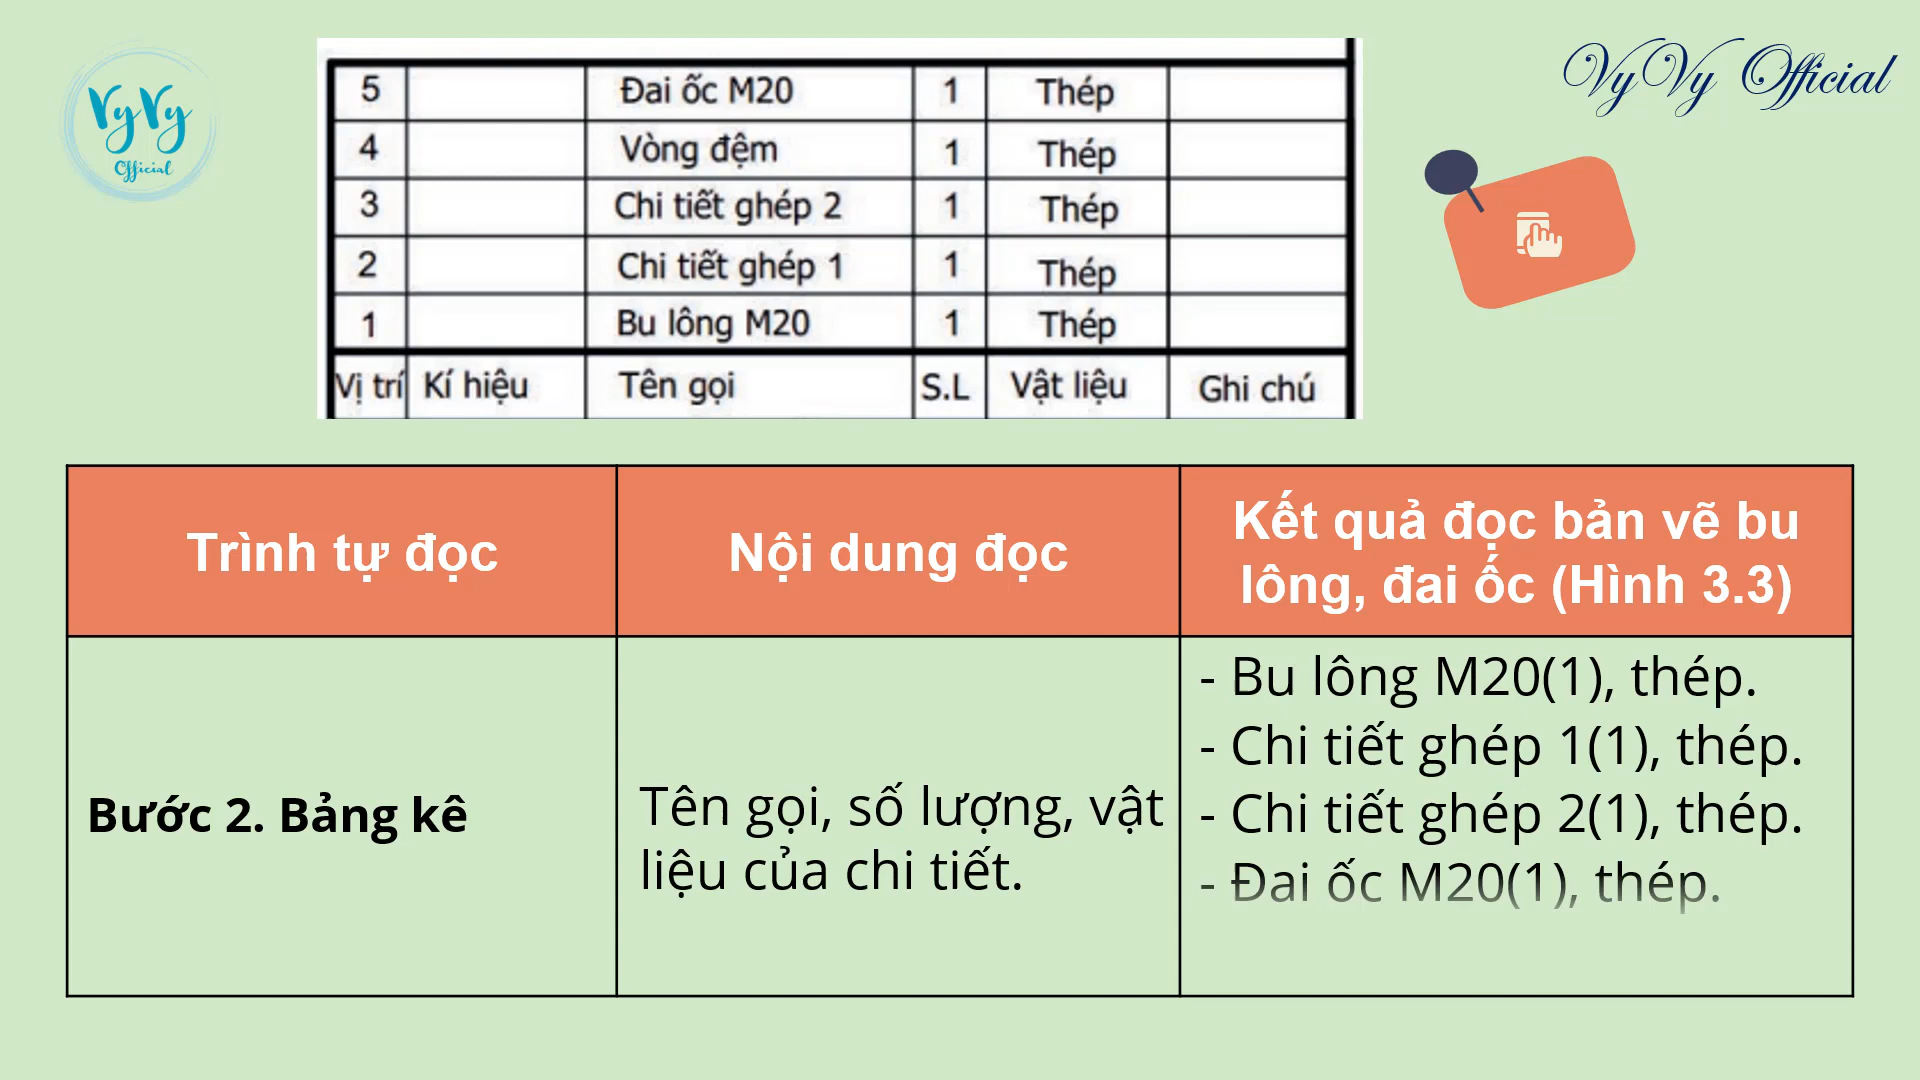 VyVy
Official
VyVy Official
5 Đai ốc M20 1 Thép
4 Vòng đệm 1 Thép
3 Chi tiết ghép 2 1 Thép
2 Chi tiết ghép 1 1 Thép
1 Bu lông M20 1 Thép
Vị trí Kí hiệu Tên gọi S.L Vật liệu Ghi chú
Trình tự đọc
Nội dung đọc
Kết quả đọc bản vẽ bu
lông, đai ốc (Hình 3.3)
Bước 2. Bảng kê
Tên gọi, số lượng, vật
liệu của chi tiết.
- Bu lông M20(1), thép.
- Chi tiết ghép 1(1), thép.
- Chi tiết ghép 2(1), thép.
- Đai ốc M20(1), thép.